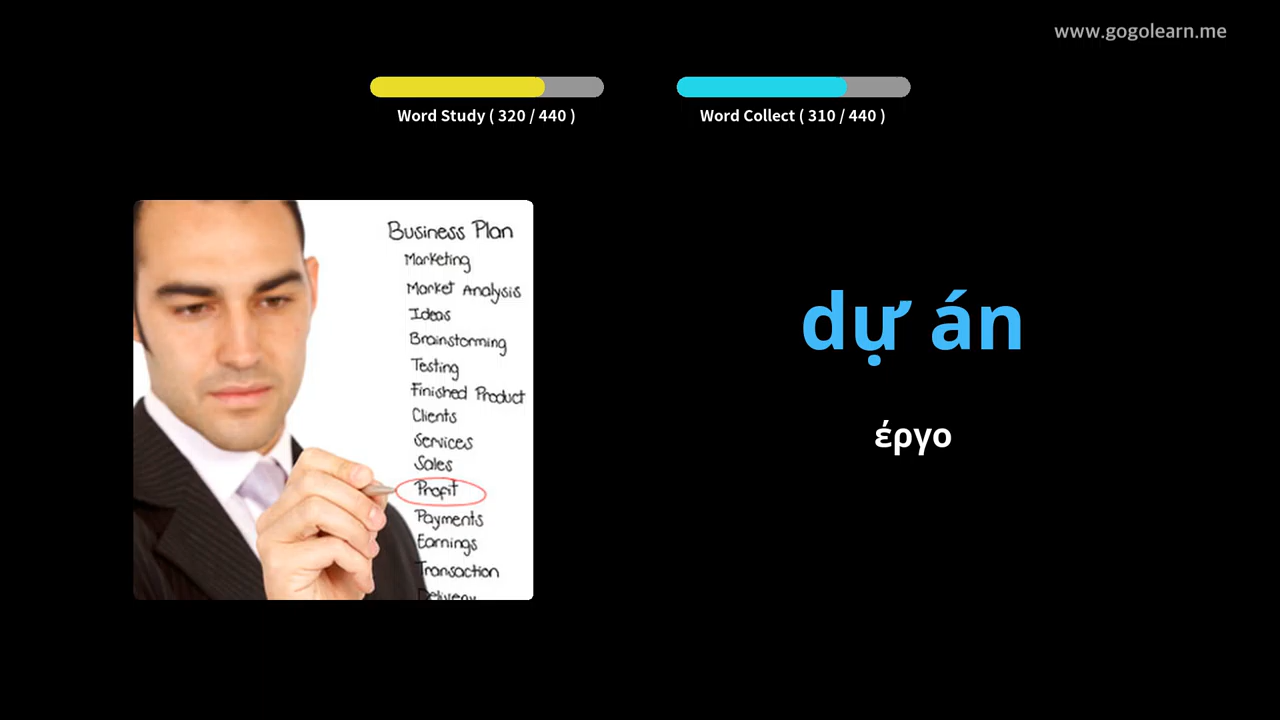 www.gogolearn.me
Word Study ( 320 / 440 )
Word Collect ( 310 / 440 )
Business Plan
Marketing
Market Analysis
Ideas
Brainstorming
Testing
Finished Product
Clients
Services
Sales
Profit
Payments
Earnings
Transaction
Delivery
dự án
έργο